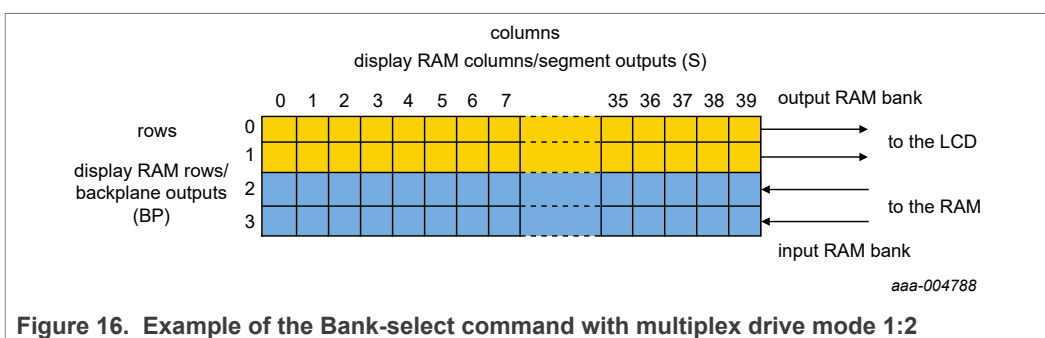 columns
display RAM columns/segment outputs (S)
0 1 2 3 4 5 6 7 35 36 37 38 39 output RAM bank
rows 0
to the LCD
1
display RAM rows/
backplane outputs
(BP)
2
to the RAM
3
input RAM bank
aaa-004788
Figure 16. Example of the Bank-select command with multiplex drive mode 1:2